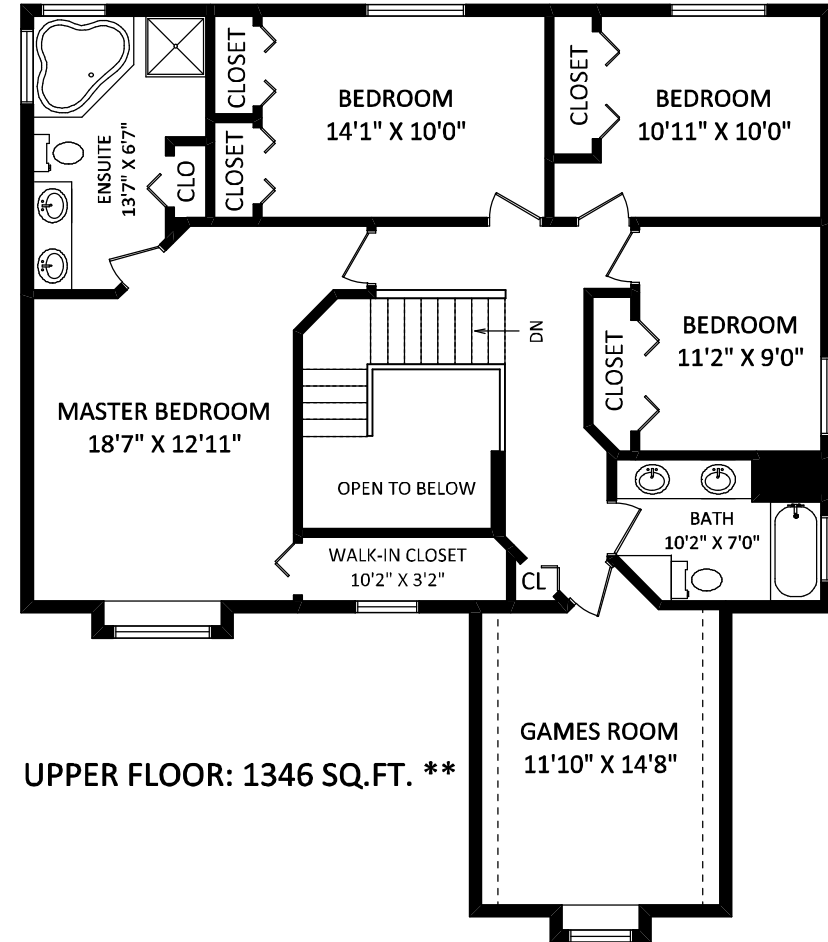 CLOSET
BEDROOM
14'1" X 10'0"
CLOSET
BEDROOM
10'11" X 10'0"
ENSUITE
13'7" X 6'7"
CLO
CLOSET
DN
CLOSET
BEDROOM
11'2" X 9'0"
MASTER BEDROOM
18'7" X 12'11"
OPEN TO BELOW
BATH
10'2" X 7'0"
WALK-IN CLOSET
10'2" X 3'2"
CL
GAMES ROOM
11'10" X 14'8"
UPPER FLOOR: 1346 SQ.FT. **